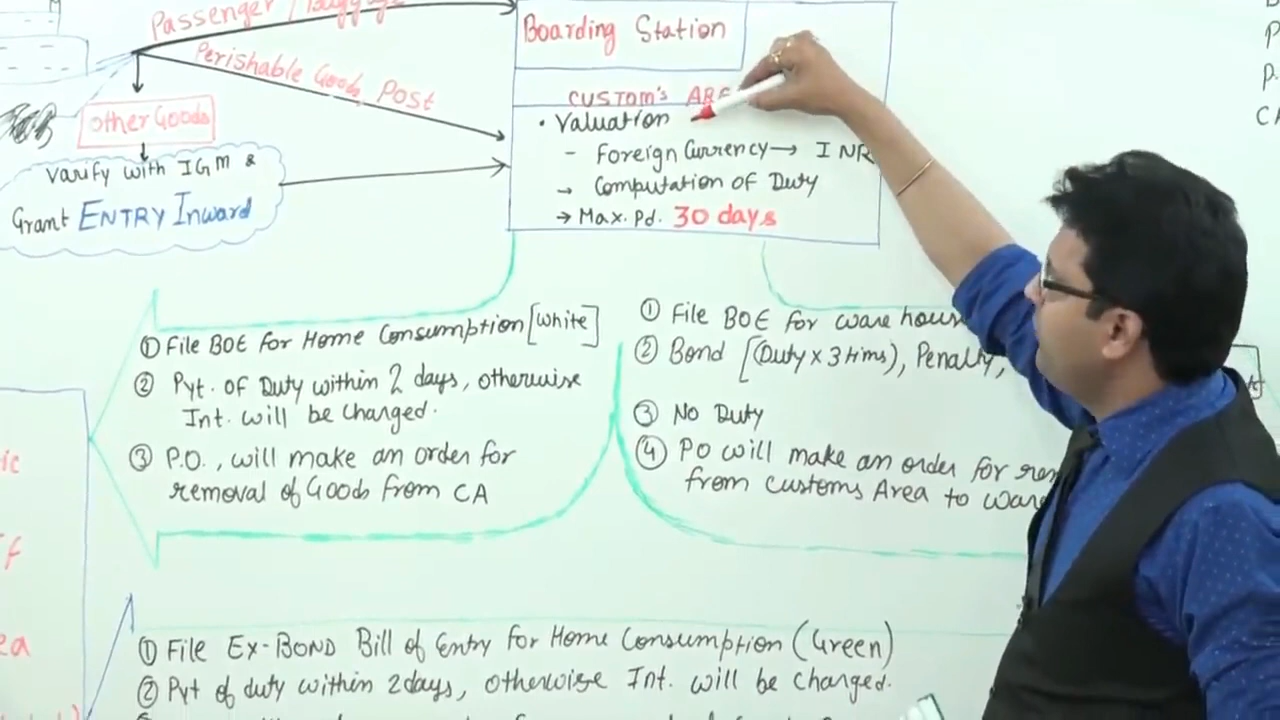 Passenger / Baggage
Boarding Station
Perishable Goods, Post
CUSTOM'S
Other Goods
• Valuation
- Foreign Currency → INR
→ Computation of Duty
→ Max. Pd. 30 days
Varify with IGM &
Grant ENTRY Inward
① File BOE for Home Consumption [White]
② Pyt. of Duty within 2 days, otherwise
Int. will be charged.
③ P.O., will make an order for
removal of Goods from CA
① File BOE for
② Bond [(Duty x 3 tims), Penalty,
③ No Duty
④ PO will make an order for
from customs Area to
① File EX-BOND Bill of Entry for Home Consumption (Green)
② Pyt of duty within 2 days, otherwise Int. will be charged.